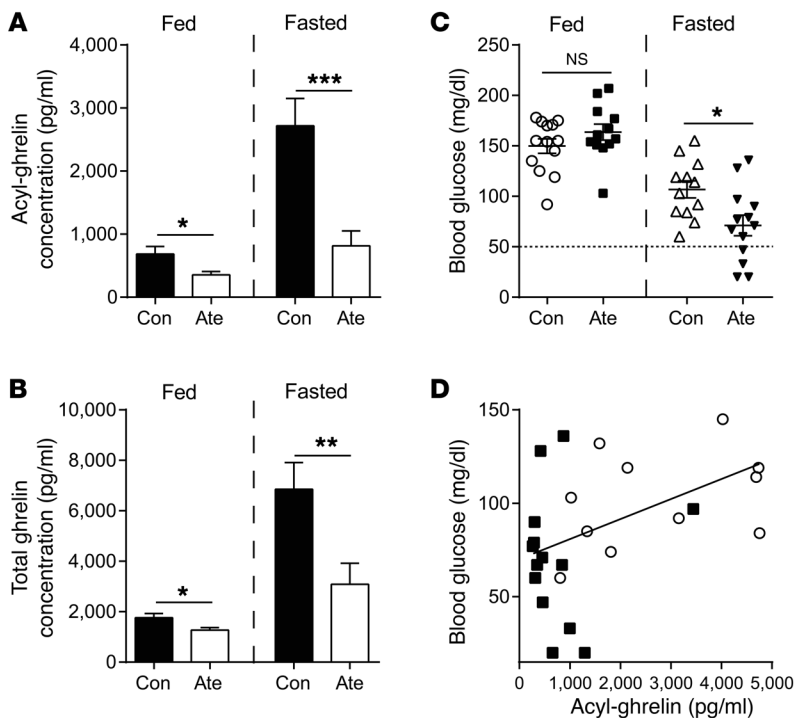 A
Fed
Fasted
Acyl-ghrelin
concentration (pg/ml)
4,000
3,000
2,000
1,000
0
*
***
Con
Ate
Con
Ate
B
Fed
Fasted
Total ghrelin
concentration (pg/ml)
10,000
8,000
6,000
4,000
2,000
0
*
**
Con
Ate
Con
Ate
C
Fed
Fasted
Blood glucose (mg/dl)
250
200
150
100
50
0
NS
*
Con
Ate
Con
Ate
D
Blood glucose (mg/dl)
150
100
50
0
1,000
2,000
3,000
4,000
5,000
Acyl-ghrelin (pg/ml)